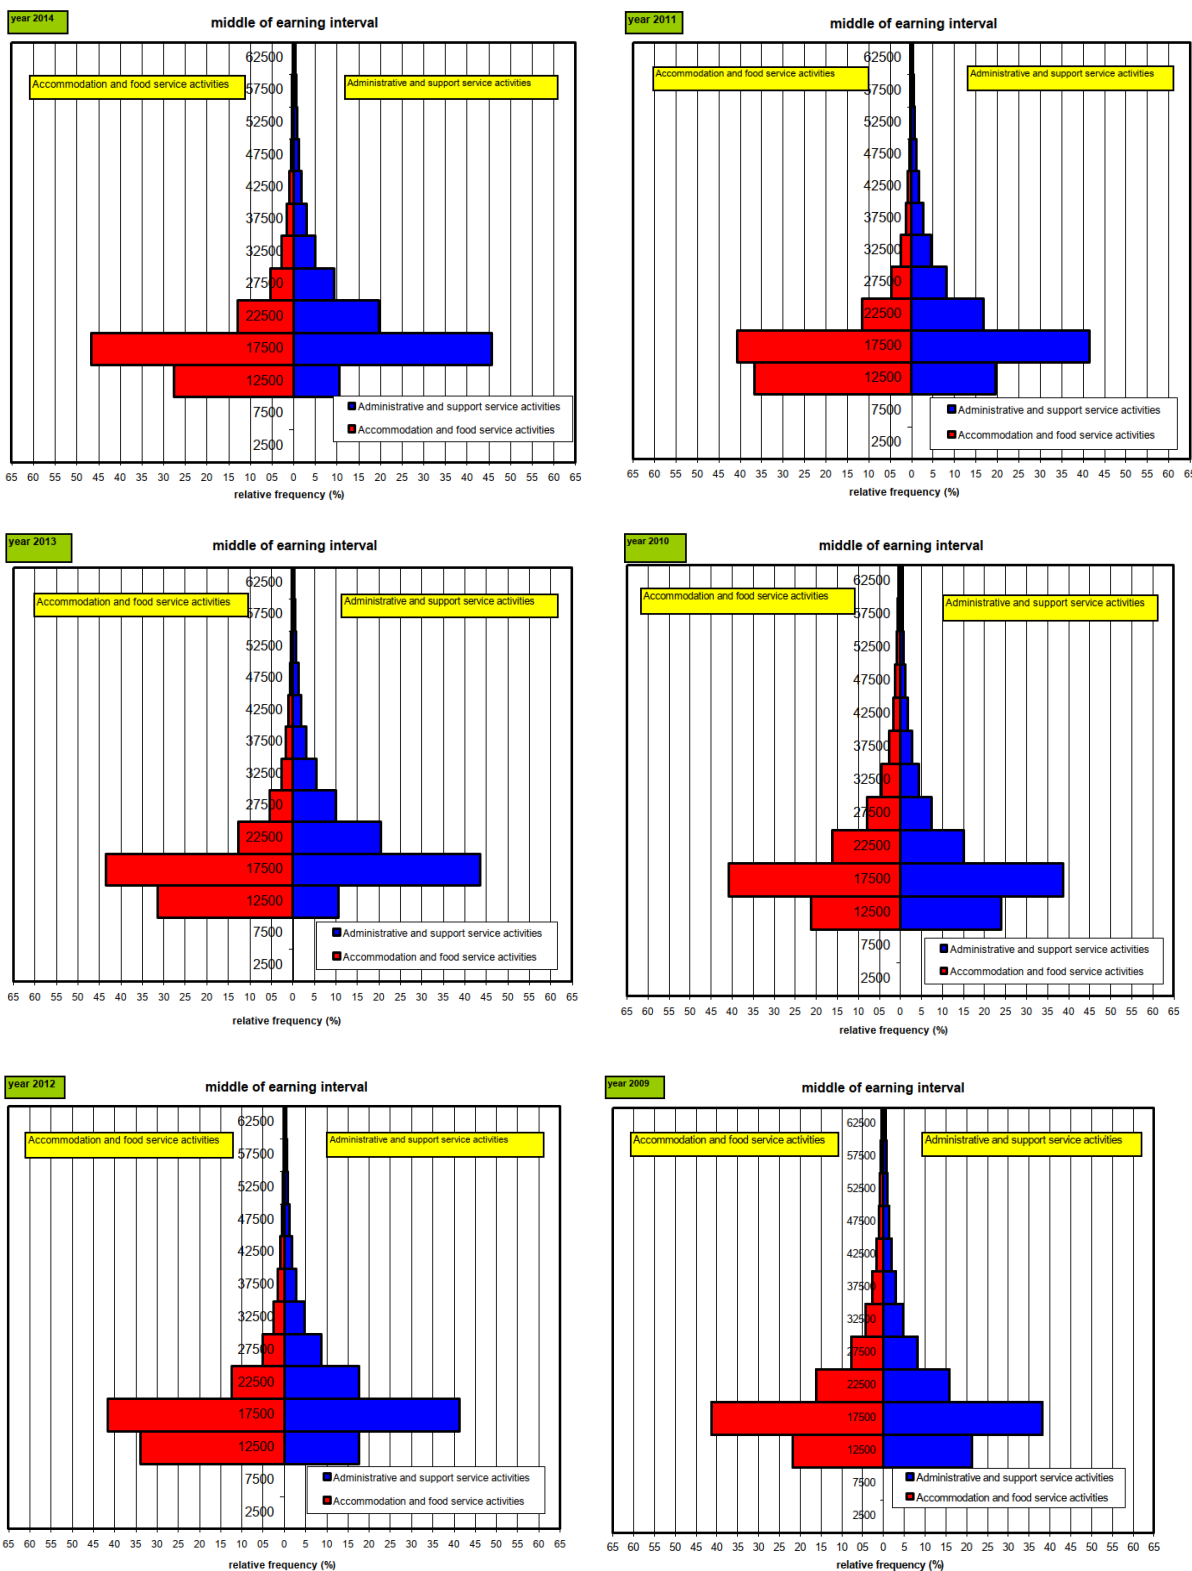 year 2014
middle of earning interval
62500
Accommodation and food service activities
57500
Administrative and support service activities
52500
47500
42500
37500
32500
27500
22500
17500
12500
7500
2500
Administrative and support service activities
Accommodation and food service activities
65 60 55 50 45 40 35 30 25 20 15 10 05 0 5 10 15 20 25 30 35 40 45 50 55 60 65
relative frequency (%)
year 2011
middle of earning interval
62500
Accommodation and food service activities
57500
Administrative and support service activities
52500
47500
42500
37500
32500
27500
22500
17500
12500
7500
2500
Administrative and support service activities
Accommodation and food service activities
65 60 55 50 45 40 35 30 25 20 15 10 05 0 5 10 15 20 25 30 35 40 45 50 55 60 65
relative frequency (%)
year 2013
middle of earning interval
62500
Accommodation and food service activities
57500
Administrative and support service activities
52500
47500
42500
37500
32500
27500
22500
17500
12500
7500
2500
Administrative and support service activities
Accommodation and food service activities
65 60 55 50 45 40 35 30 25 20 15 10 05 0 5 10 15 20 25 30 35 40 45 50 55 60 65
relative frequency (%)
year 2010
middle of earning interval
62500
Accommodation and food service activities
57500
Administrative and support service activities
52500
47500
42500
37500
32500
27500
22500
17500
12500
7500
2500
Administrative and support service activities
Accommodation and food service activities
65 60 55 50 45 40 35 30 25 20 15 10 05 0 5 10 15 20 25 30 35 40 45 50 55 60 65
relative frequency (%)
year 2012
middle of earning interval
62500
Accommodation and food service activities
57500
Administrative and support service activities
52500
47500
42500
37500
32500
27500
22500
17500
12500
7500
2500
Administrative and support service activities
Accommodation and food service activities
65 60 55 50 45 40 35 30 25 20 15 10 05 0 5 10 15 20 25 30 35 40 45 50 55 60 65
relative frequency (%)
year 2009
middle of earning interval
62500
Accommodation and food service activities
57500
Administrative and support service activities
52500
47500
42500
37500
32500
27500
22500
17500
12500
7500
2500
Administrative and support service activities
Accommodation and food service activities
65 60 55 50 45 40 35 30 25 20 15 10 05 0 5 10 15 20 25 30 35 40 45 50 55 60 65
relative frequency (%)